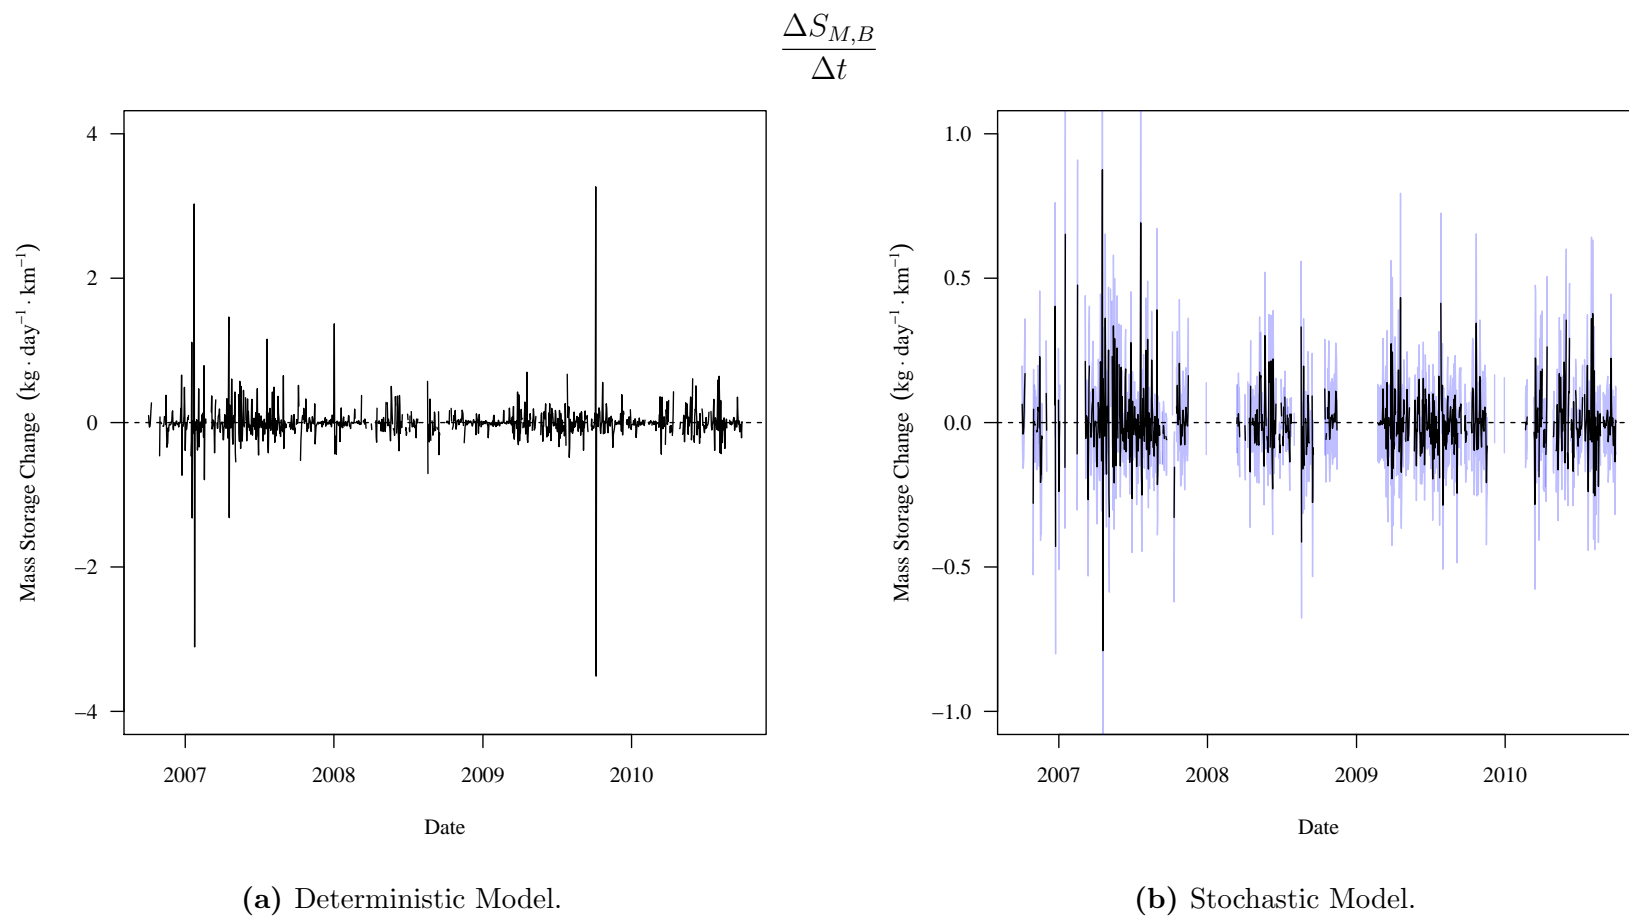 ΔS_{M,B}
Δt
4
2
0
−2
−4
Mass Storage Change (kg · day⁻¹ · km⁻¹)
2007 2008 2009 2010
Date
(a) Deterministic Model.
1.0
0.5
0.0
−0.5
−1.0
Mass Storage Change (kg · day⁻¹ · km⁻¹)
2007 2008 2009 2010
Date
(b) Stochastic Model.